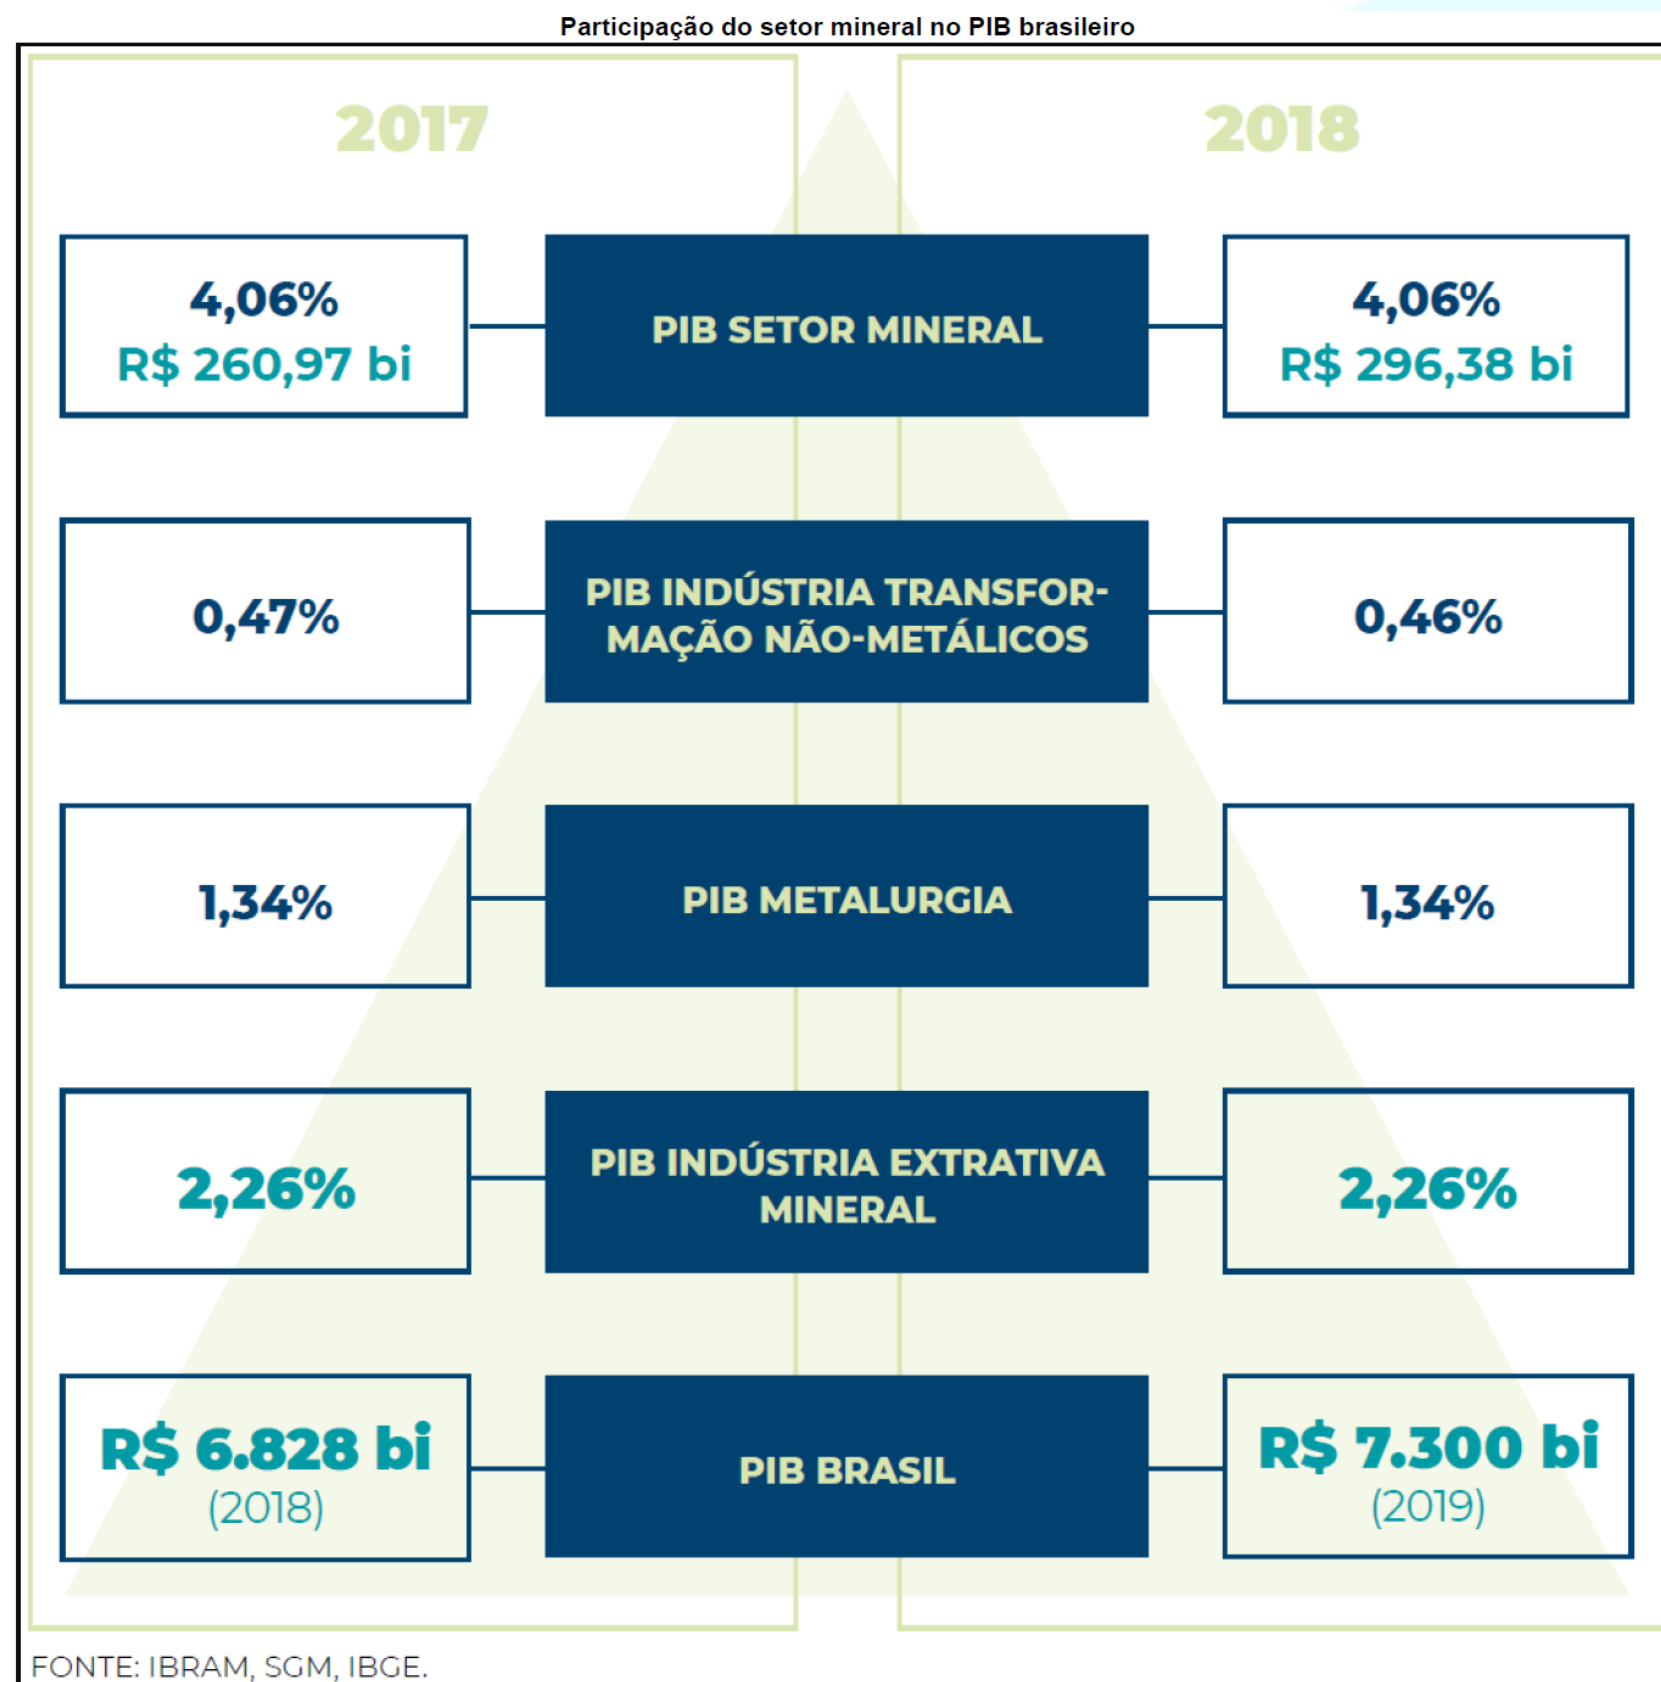 Participação do setor mineral no PIB brasileiro
2017
2018
4,06%
R$ 260,97 bi
PIB SETOR MINERAL
4,06%
R$ 296,38 bi
0,47%
PIB INDÚSTRIA TRANSFOR-
MAÇÃO NÃO-METÁLICOS
0,46%
1,34%
PIB METALURGIA
1,34%
2,26%
PIB INDÚSTRIA EXTRATIVA
MINERAL
2,26%
R$ 6.828 bi
(2018)
PIB BRASIL
R$ 7.300 bi
(2019)
FONTE: IBRAM, SGM, IBGE.